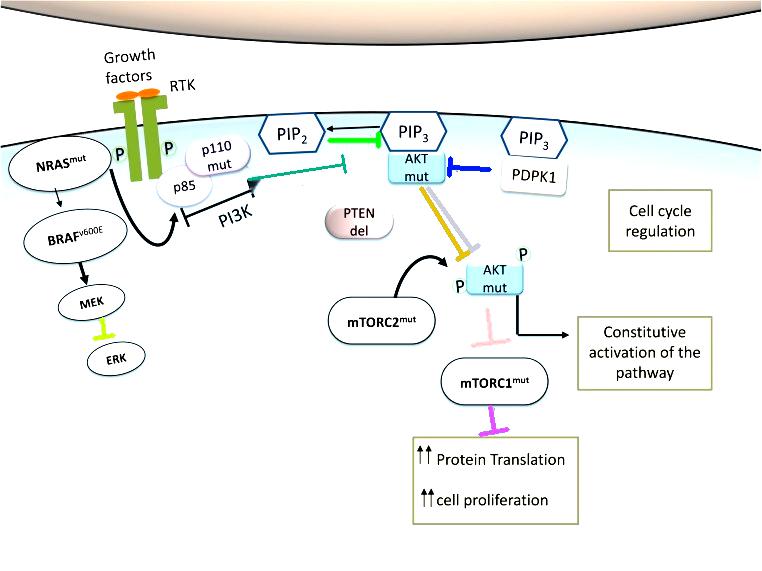 Growth
factors
RTK
NRASmut
P
P
p110
mut
p85
PI3K
PIP2
PIP3
AKT
mut
PIP3
PDPK1
PTEN
del
Cell cycle
regulation
BRAFv600E
MEK
ERK
P
P
AKT
mut
mTORC2mut
Constitutive
activation of the
pathway
mTORC1mut
↑↑ Protein Translation
↑↑ cell proliferation